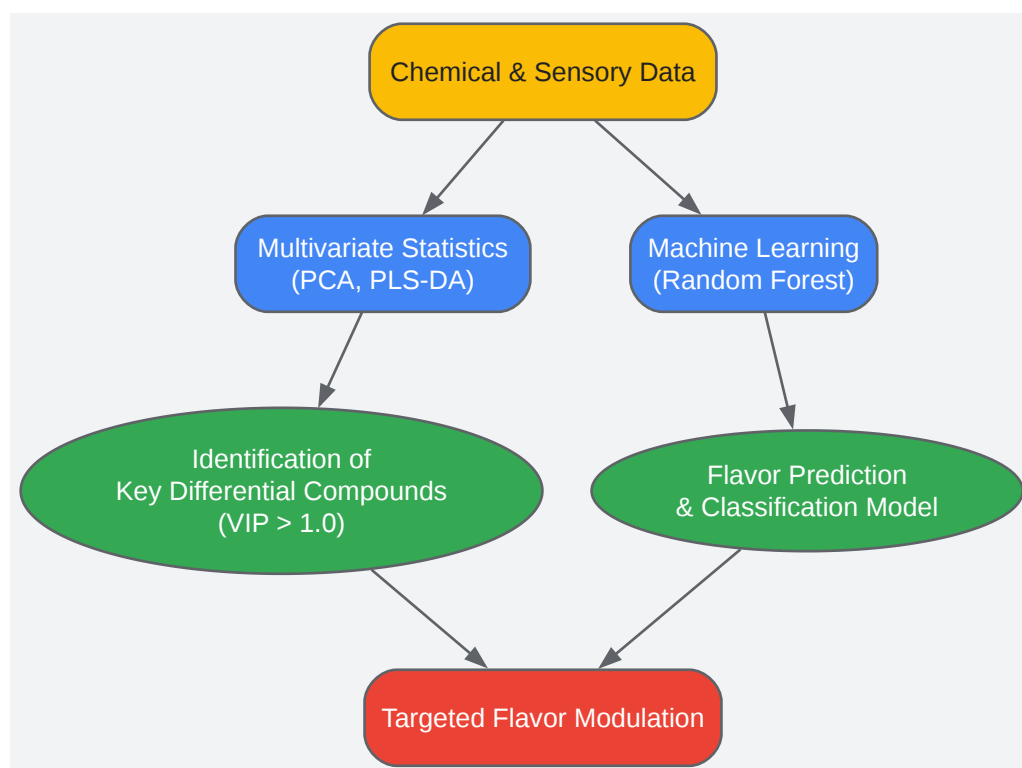 Chemical & Sensory Data
Multivariate Statistics
(PCA, PLS-DA)
Machine Learning
(Random Forest)
Identification of
Key Differential Compounds
(VIP > 1.0)
Flavor Prediction
& Classification Model
Targeted Flavor Modulation